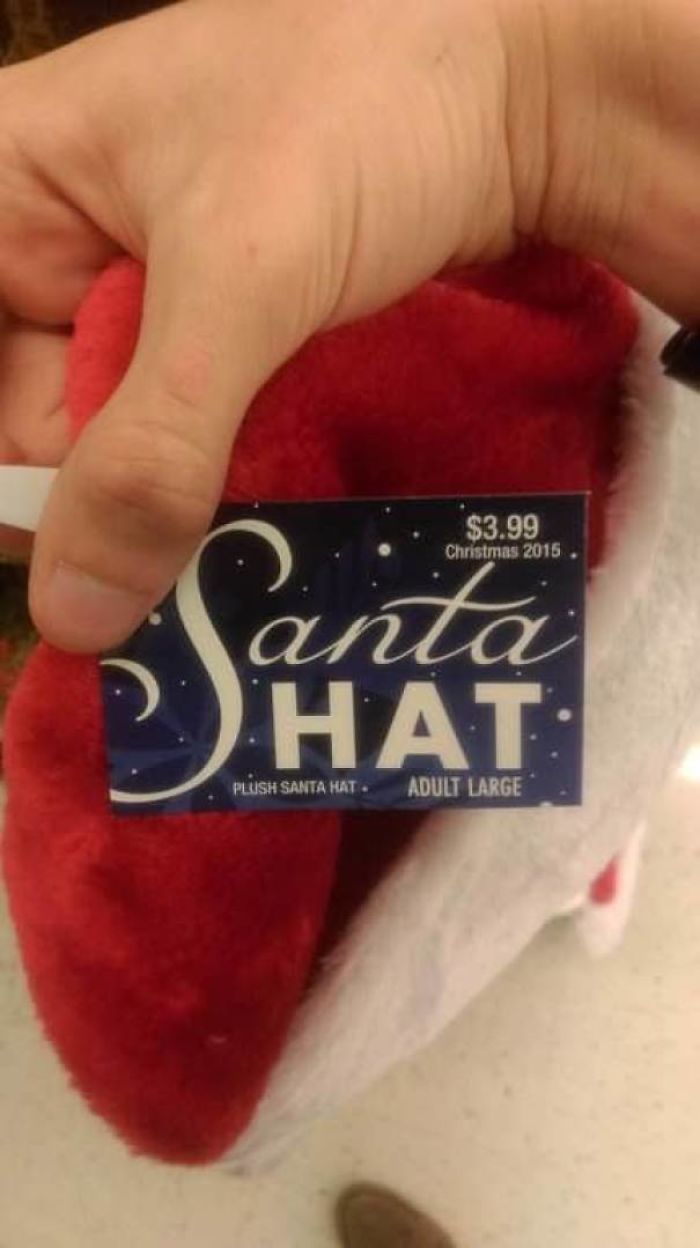 $3.99
Christmas 2015
Santa
HAT
PLUSH SANTA HAT
ADULT LARGE